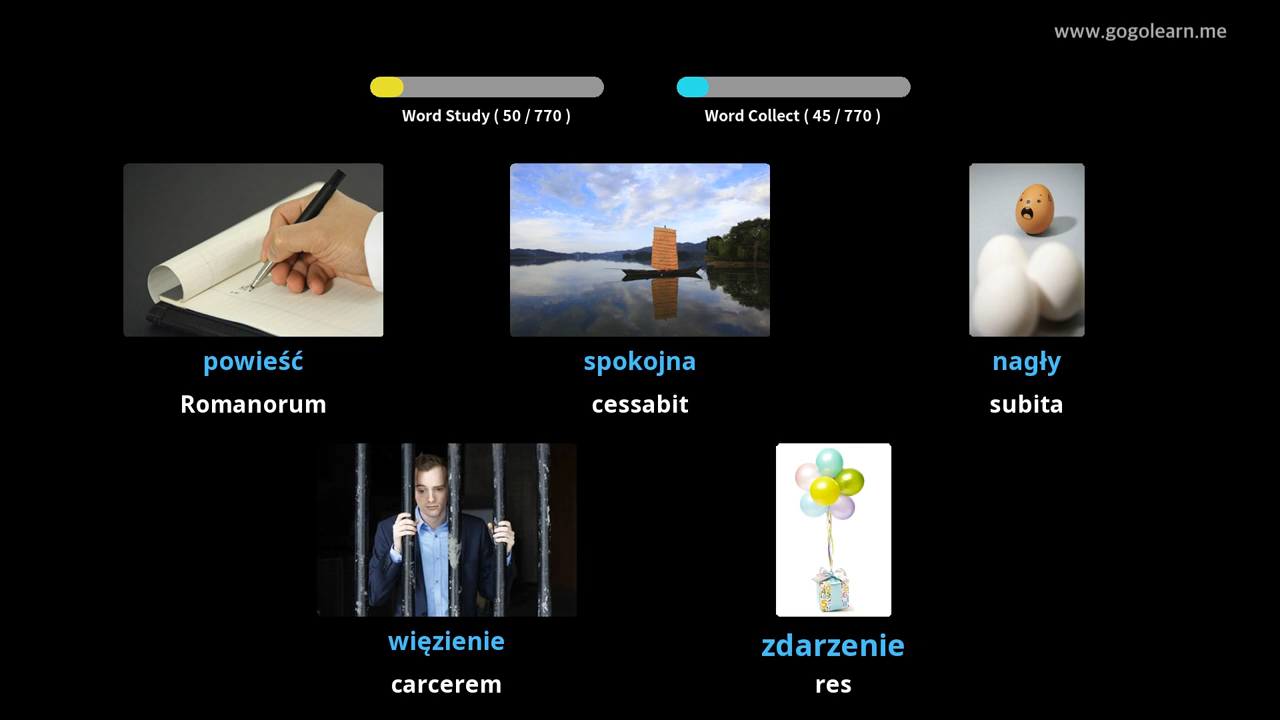 www.gogolearn.me
Word Study ( 50 / 770 )
Word Collect ( 45 / 770 )
powieść
Romanorum
spokojna
cessabit
nagły
subita
więzienie
carcerem
zdarzenie
res